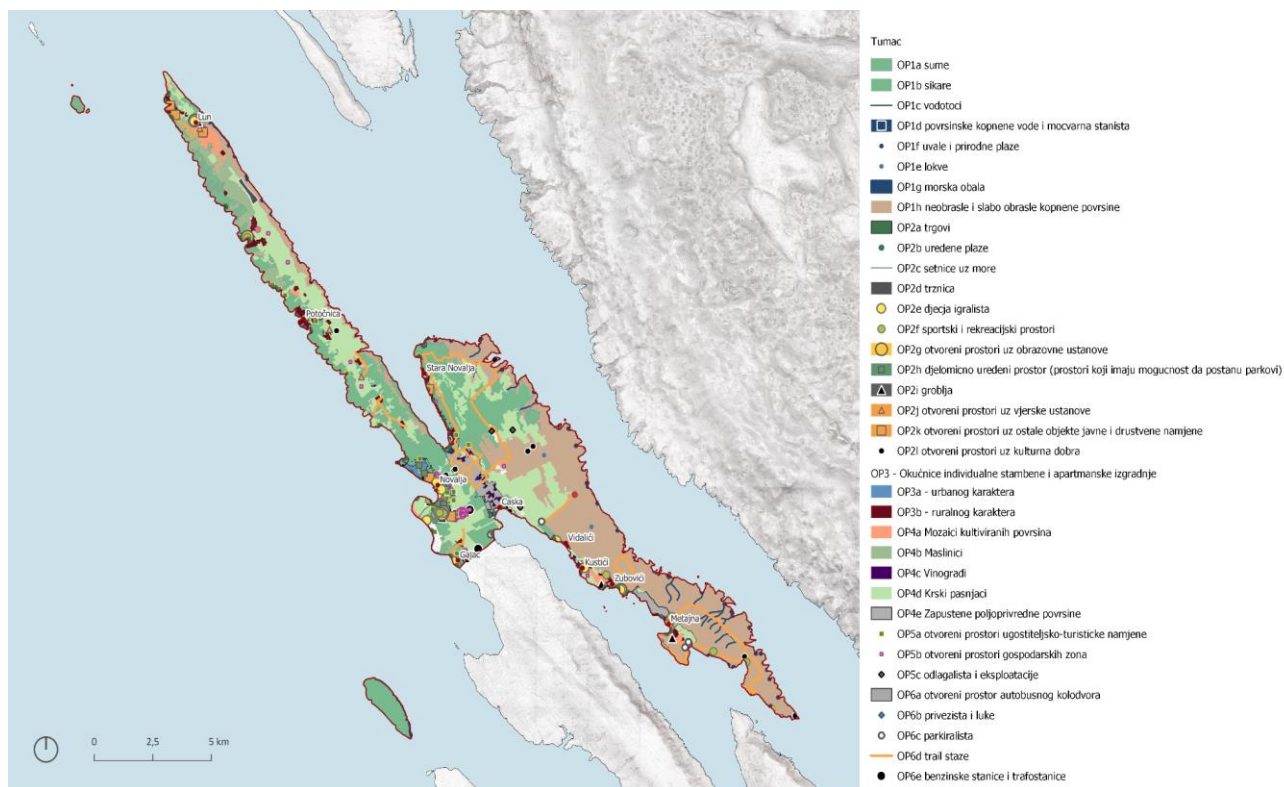 Lun
Potočnica
Stara Novalja
Novalja
Caska
Vidalići
Gajac
Kustići
Zubovići
Metajna
0 2,5 5 km
Tumac
OP1a sume
OP1b sikare
OP1c vodotoci
OP1d povrsinske kopnene vode i mocvarna stanista
OP1f uvale i prirodne plaze
OP1e lokve
OP1g morska obala
OP1h neobrasle i slabo obrasle kopnene povrsine
OP2a trgovi
OP2b uredene plaze
OP2c setnice uz more
OP2d trznica
OP2e djecja igralista
OP2f sportski i rekreacijski prostori
OP2g otvoreni prostori uz obrazovne ustanove
OP2h djelomicno uredeni prostor (prostori koji imaju mogucnost da postanu parkovi)
OP2i groblja
OP2j otvoreni prostori uz vjerske ustanove
OP2k otvoreni prostori uz ostale objekte javne i drustvene namjene
OP2l otvoreni prostori uz kulturna dobra
OP3 - Okućnice individualne stambene i apartmanske izgradnje
OP3a - urbanog karaktera
OP3b - ruralnog karaktera
OP4a Mozaici kultiviranih povrsina
OP4b Maslinici
OP4c Vinogradi
OP4d Krski pasnjaci
OP4e Zapustene poljoprivredne povrsine
OP5a otvoreni prostori ugostiteljsko-turisticke namjene
OP5b otvoreni prostori gospodarskih zona
OP5c odlagalista i eksploatacije
OP6a otvoreni prostor autobusnog kolodvora
OP6b privezista i luke
OP6c parkiralista
OP6d trail staze
OP6e benzinske stanice i trafostanice